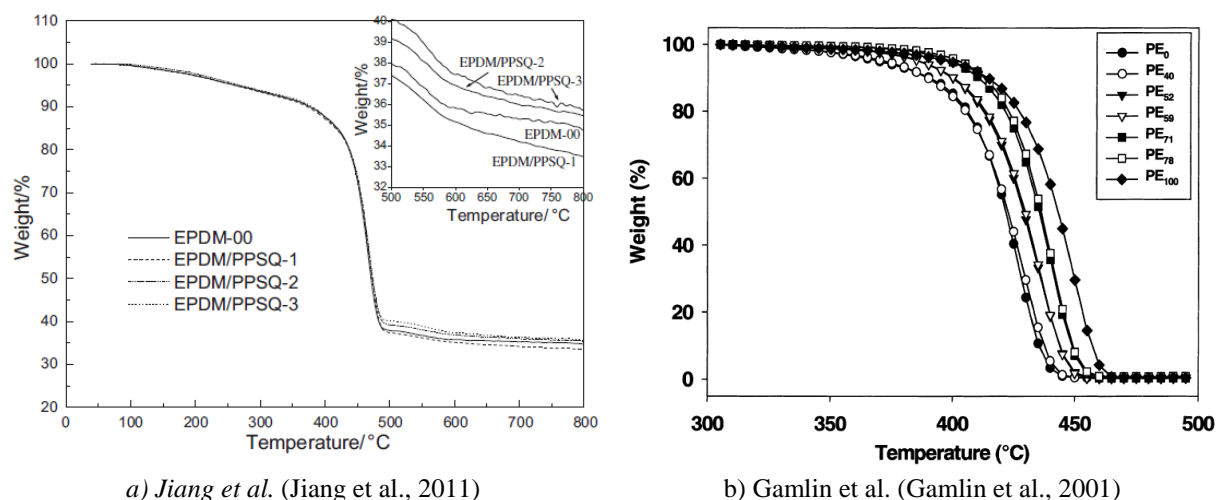 110
100
90
80
70
60
50
40
30
20
Weight/%
0 100 200 300 400 500 600 700 800
Temperature/°C
EPDM-00
EPDM/PPSQ-1
EPDM/PPSQ-2
EPDM/PPSQ-3
40
39
38
37
36
35
34
33
32
Weight/%
EPDM/PPSQ-2
EPDM/PPSQ-3
EPDM-00
EPDM/PPSQ-1
500 550 600 650 700 750 800
Temperature/ °C
a) Jiang et al. (Jiang et al., 2011)
100
80
60
40
20
0
Weight (%)
PE0
PE40
PE52
PE59
PE71
PE78
PE100
300 350 400 450 500
Temperature (°C)
b) Gamlin et al. (Gamlin et al., 2001)